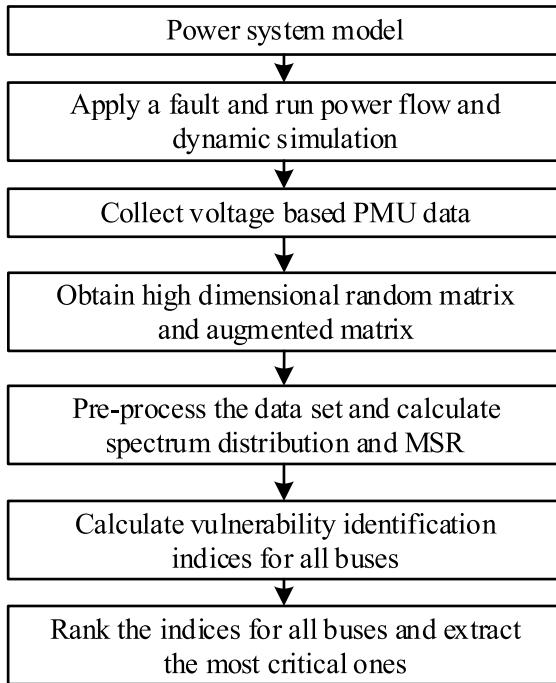 Power system model
Apply a fault and run power flow and
dynamic simulation
Collect voltage based PMU data
Obtain high dimensional random matrix
and augmented matrix
Pre-process the data set and calculate
spectrum distribution and MSR
Calculate vulnerability identification
indices for all buses
Rank the indices for all buses and extract
the most critical ones